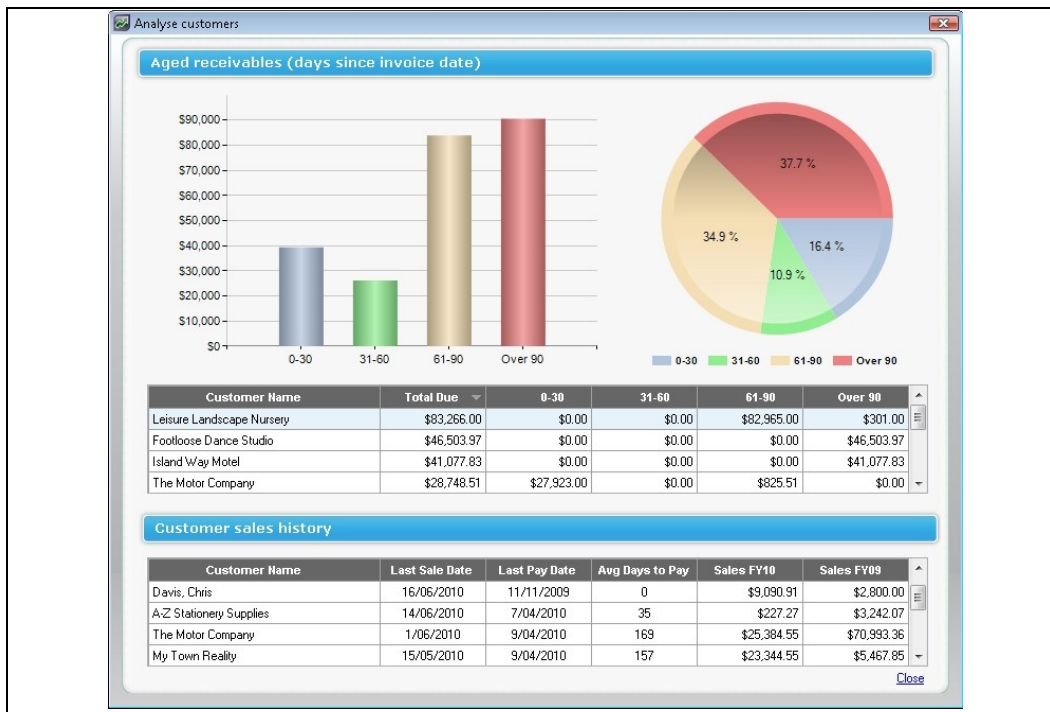 Analyse customers
Aged receivables (days since invoice date)
$90,000
$80,000
$70,000
$60,000
$50,000
$40,000
$30,000
$20,000
$10,000
$0
0-30 31-60 61-90 Over 90
37.7 %
34.9 %
16.4 %
10.9 %
0-30 31-60 61-90 Over 90
Customer Name Total Due 0-30 31-60 61-90 Over 90
Leisure Landscape Nursery $83,266.00 $0.00 $0.00 $82,965.00 $301.00
Footloose Dance Studio $46,503.97 $0.00 $0.00 $0.00 $46,503.97
Island Way Motel $41,077.83 $0.00 $0.00 $0.00 $41,077.83
The Motor Company $28,748.51 $27,923.00 $0.00 $825.51 $0.00
Customer sales history
Customer Name Last Sale Date Last Pay Date Avg Days to Pay Sales FY10 Sales FY09
Davis, Chris 16/06/2010 11/11/2009 0 $9,090.91 $2,800.00
A-Z Stationery Supplies 14/06/2010 7/04/2010 35 $227.27 $3,242.07
The Motor Company 1/06/2010 9/04/2010 169 $25,384.55 $70,993.36
My Town Reality 15/05/2010 9/04/2010 157 $23,344.55 $5,467.85
Close